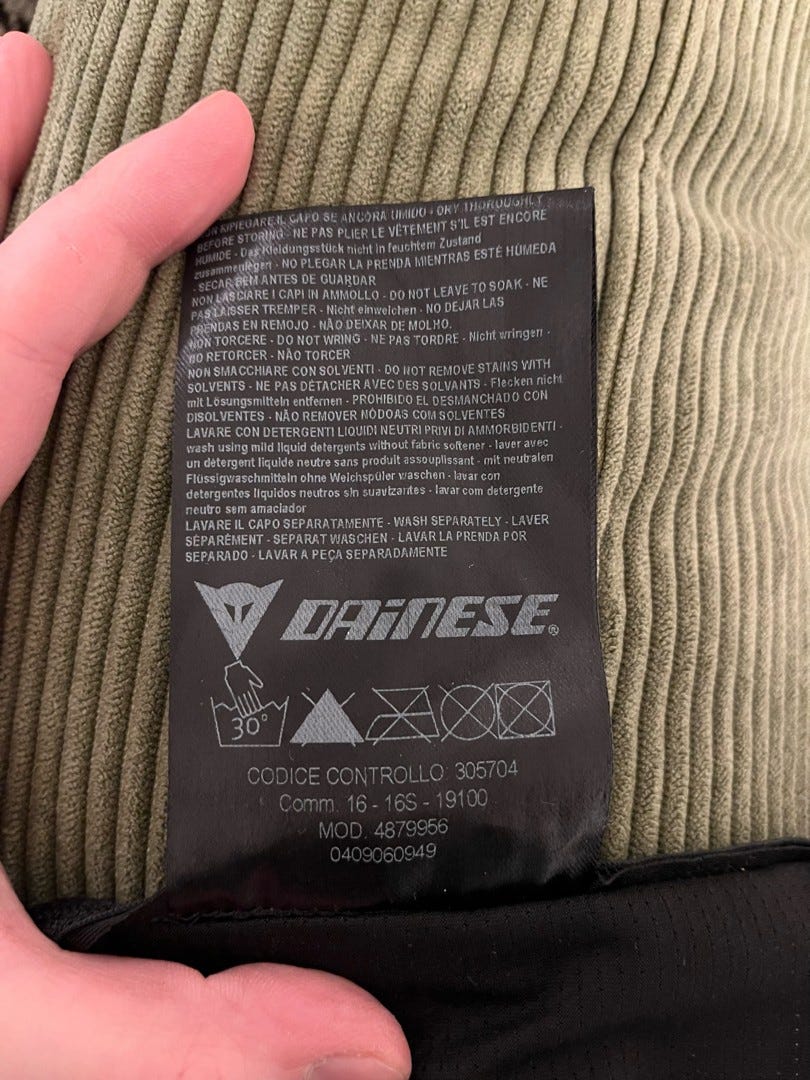 RIPIEGARE IL CAPO SE ANCORA UMIDO - DRY THOROUGHLY
BEFORE STORING - NE PAS PLIER LE VÊTEMENT S'IL EST ENCORE
HUMIDE - Das Kleidungsstück nicht in feuchtem Zustand
zusammenlegen - NO PLEGAR LA PRENDA MIENTRAS ESTÉ HÚMEDA
- SECAR BEM ANTES DE GUARDAR
NON LASCIARE I CAPI IN AMMOLLO - DO NOT LEAVE TO SOAK - NE
PAS LAISSER TREMPER - Nicht einweichen - NO DEJAR LAS
PRENDAS EN REMOJO - NÃO DEIXAR DE MOLHO.
NON TORCERE - DO NOT WRING - NE PAS TORDRE - Nicht wringen -
NO RETORCER - NÃO TORCER
NON SMACCHIARE CON SOLVENTI - DO NOT REMOVE STAINS WITH
SOLVENTS - NE PAS DÉTACHER AVEC DES SOLVANTS - Flecken nicht
mit Lösungsmitteln entfernen - PROHIBIDO EL DESMANCHADO CON
DISOLVENTES - NÃO REMOVER NÓDOAS COM SOLVENTES
LAVARE CON DETERGENTI LIQUIDI NEUTRI PRIVI DI AMMORBIDENTI -
wash using mild liquid detergents without fabric softener - laver avec
un détergent liquide neutre sans produit assouplissant - mit neutralen
Flüssigwaschmitteln ohne Weichspüler waschen - lavar con
detergentes líquidos neutros sin suavizantes - lavar com detergente
neutro sem amaciador
LAVARE IL CAPO SEPARATAMENTE - WASH SEPARATELY - LAVER
SÉPARÉMENT - SEPARAT WASCHEN - LAVAR LA PRENDA POR
SEPARADO - LAVAR A PEÇA SEPARADAMENTE
DAINESE®
30°
CODICE CONTROLLO 305704
Comm. 16 - 16S - 19100
MOD. 4879956
0409060949